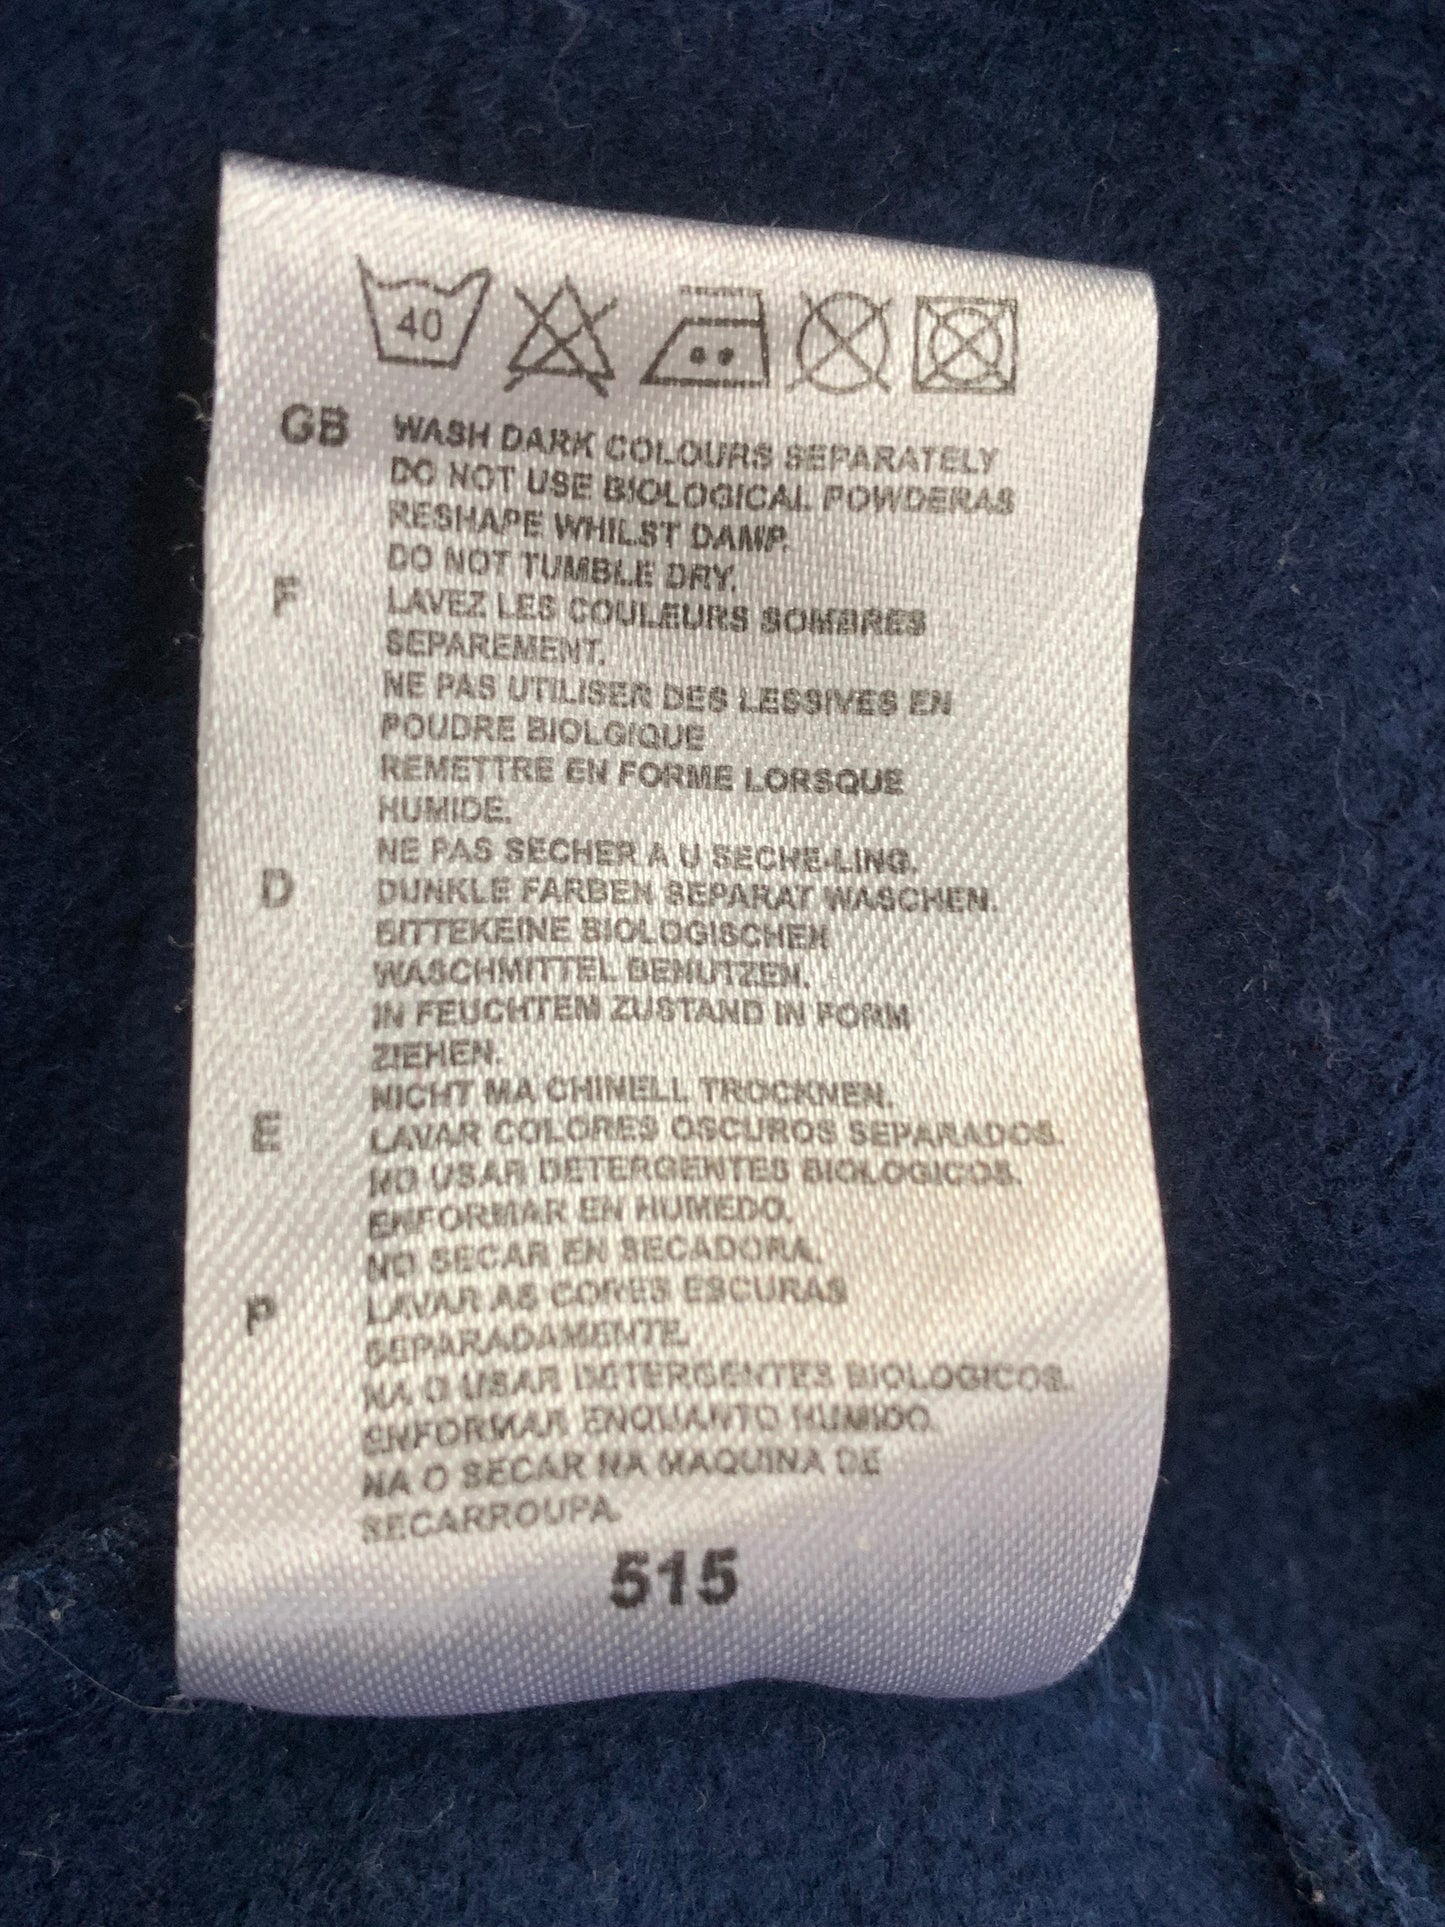 40
GB WASH DARK COLOURS SEPARATELY
DO NOT USE BIOLOGICAL POWDERAS
RESHAPE WHILST DAMP.
DO NOT TUMBLE DRY.
F LAVEZ LES COULEURS SOMBRES
SEPAREMENT.
NE PAS UTILISER DES LESSIVES EN
POUDRE BIOLGIQUE
REMETTRE EN FORME LORSQUE
HUMIDE.
NE PAS SECHER A U SECHE-LING.
D DUNKLE FARBEN SEPARAT WASCHEN.
BITTEKEINE BIOLOGISCHEN
WASCHMITTEL BENUTZEN.
IN FEUCHTEM ZUSTAND IN FORM
ZIEHEN.
NICHT MA CHINELL TROCKNEN.
E LAVAR COLORES OSCUROS SEPARADOS.
NO USAR DETERGENTES BIOLOGICOS.
ENFORMAR EN HUMEDO.
NO SECAR EN SECADORA.
P LAVAR AS CORES ESCURAS
SEPARADAMENTE.
NA O USAR DETERGENTES BIOLOGICOS.
ENFORMAR ENQUANTO HUMIDO.
NA O SECAR NA MAQUINA DE
SECARROUPA.
515